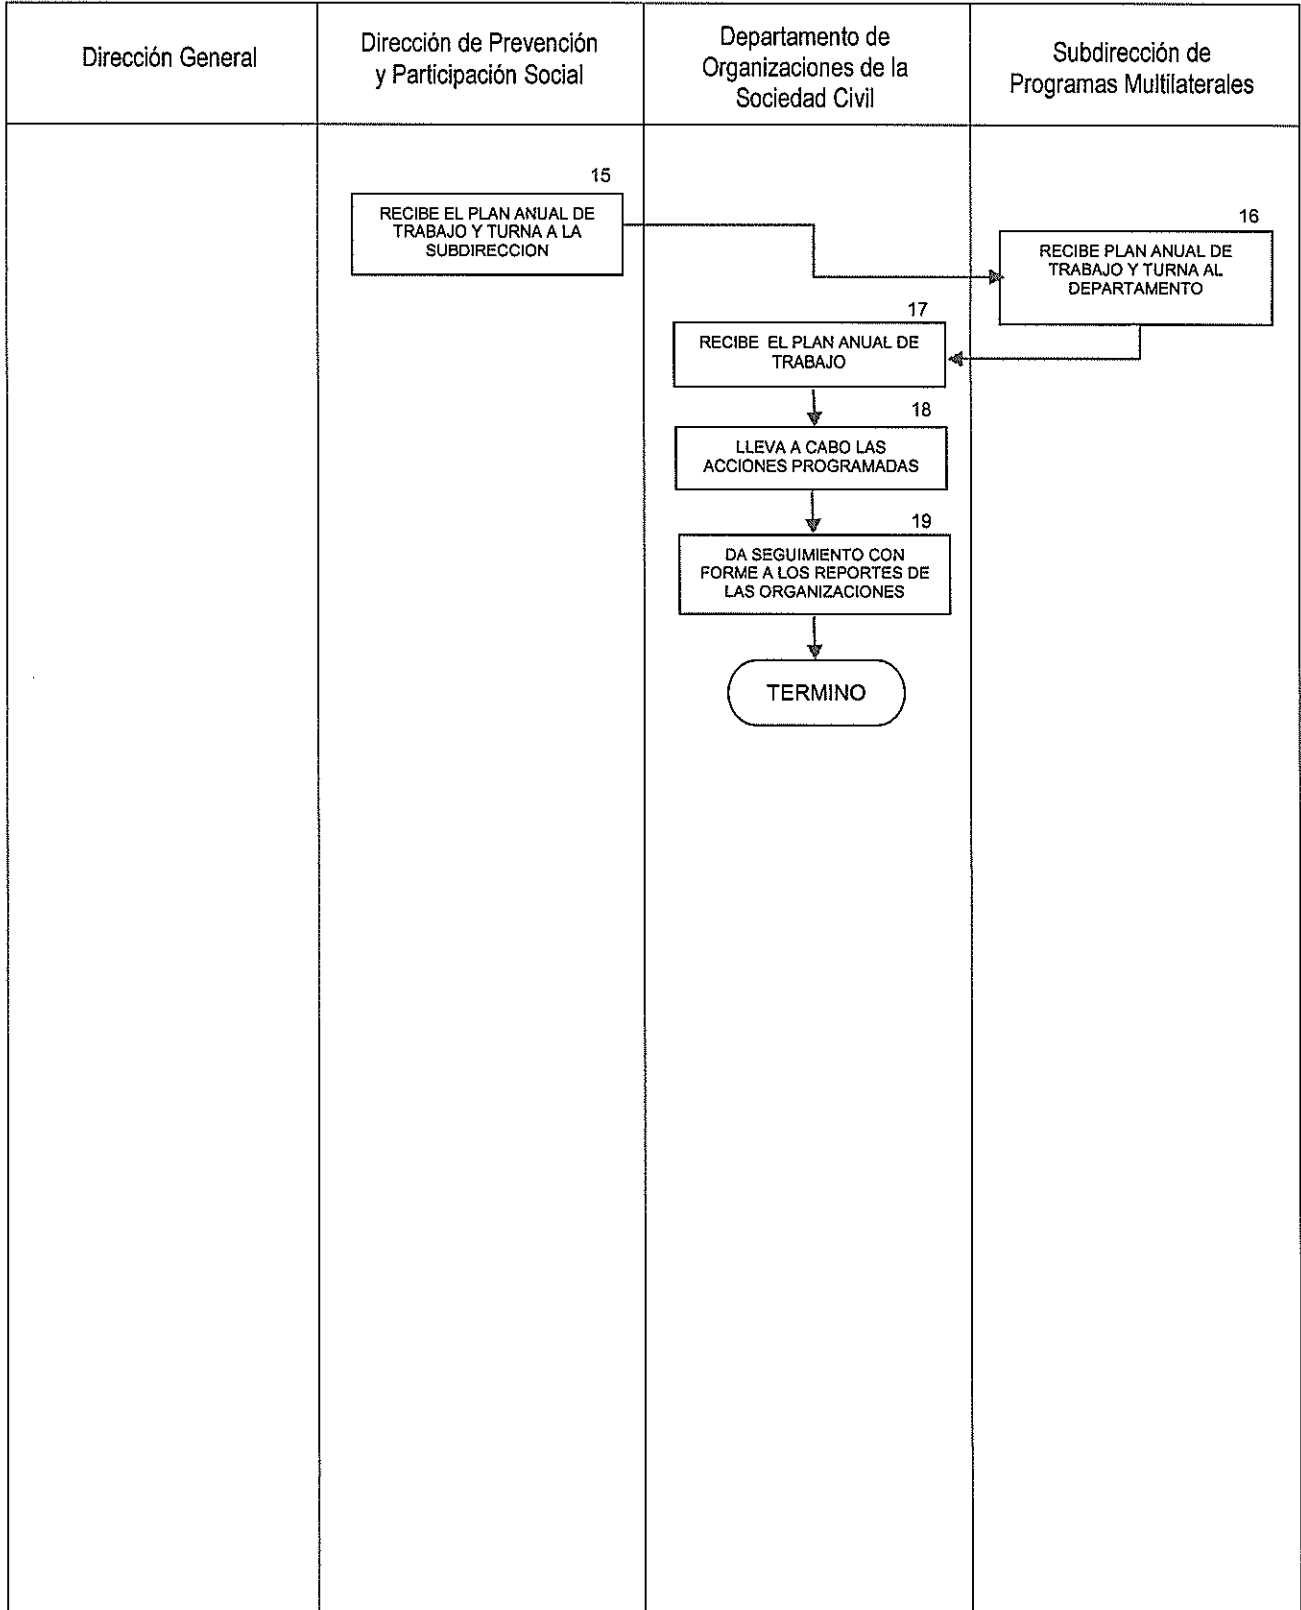 Dirección General
Dirección de Prevención
y Participación Social
Departamento de
Organizaciones de la
Sociedad Civil
Subdirección de
Programas Multilaterales
15
RECIBE EL PLAN ANUAL DE
TRABAJO Y TURNA A LA
SUBDIRECCION
16
RECIBE PLAN ANUAL DE
TRABAJO Y TURNA AL
DEPARTAMENTO
17
RECIBE EL PLAN ANUAL DE
TRABAJO
18
LLEVA A CABO LAS
ACCIONES PROGRAMADAS
19
DA SEGUIMIENTO CON
FORME A LOS REPORTES DE
LAS ORGANIZACIONES
TERMINO